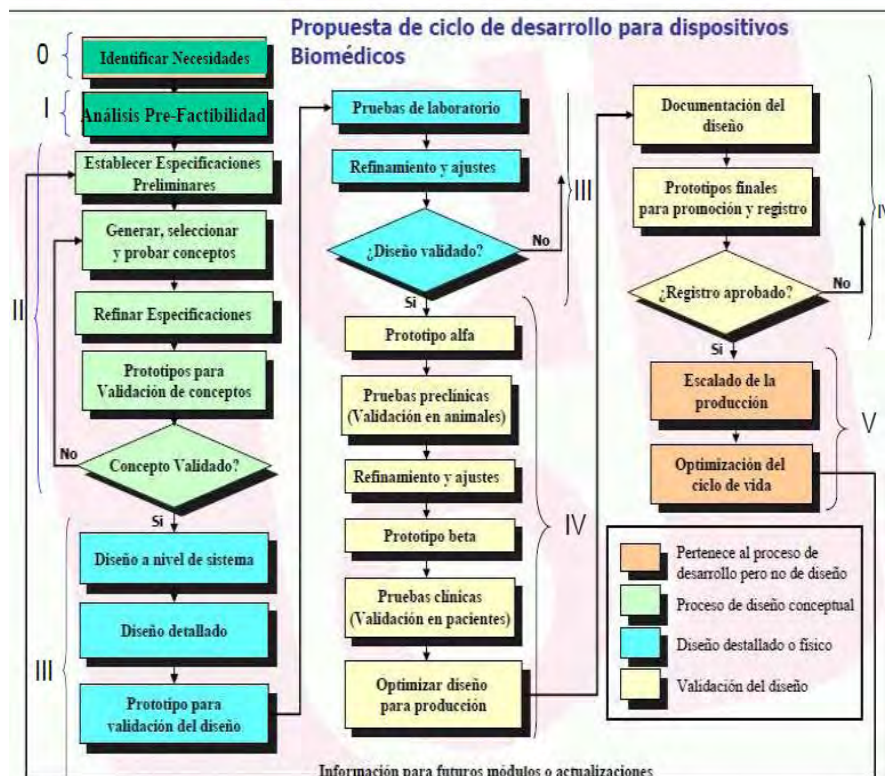 Propuesta de ciclo de desarrollo para dispositivos
Biomédicos
0
Identificar Necesidades
I
Análisis Pre-Factibilidad
II
Establecer Especificaciones
Preliminares
Generar, seleccionar
y probar conceptos
Refinar Especificaciones
Prototipos para
Validación de conceptos
No
Concepto Validado?
Si
III
Diseño a nivel de sistema
Diseño detallado
Prototipo para
validación del diseño
Pruebas de laboratorio
Refinamiento y ajustes
III
¿Diseño validado?
No
Si
Prototipo alfa
Pruebas preclínicas
(Validación en animales)
Refinamiento y ajustes
Prototipo beta
IV
Pruebas clínicas
(Validación en pacientes)
Optimizar diseño
para producción
Documentación del
diseño
Prototipos finales
para promoción y registro
IV
¿Registro aprobado?
No
Si
Escalado de la
producción
V
Optimización del
ciclo de vida
Pertenece al proceso de
desarrollo pero no de diseño
Proceso de diseño conceptual
Diseño destallado o físico
Validación del diseño
Información para futuros módulos o actualizaciones